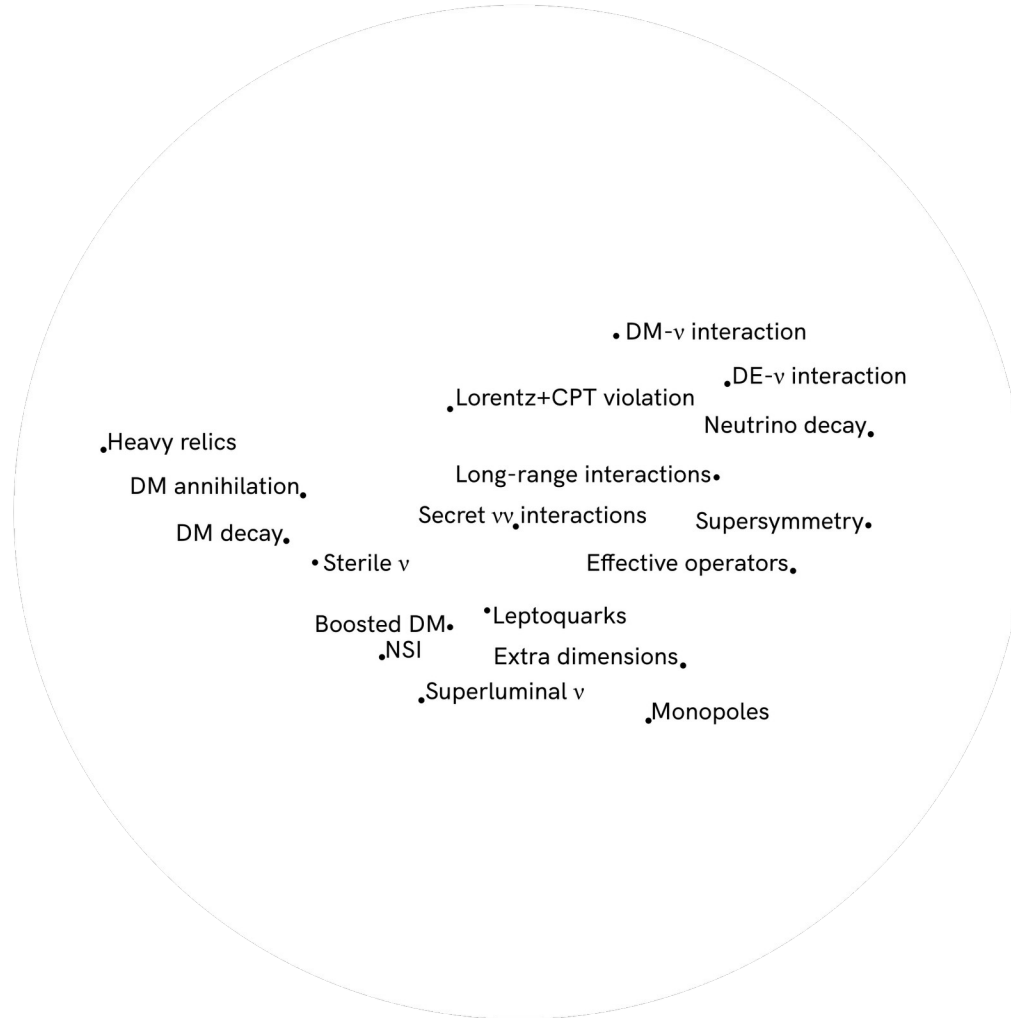 DM-ν interaction
DE-ν interaction
Lorentz+CPT violation
Neutrino decay
Heavy relics
Long-range interactions
DM annihilation
Secret νν interactions
Supersymmetry
DM decay
Sterile ν
Effective operators
Leptoquarks
Boosted DM
NSI
Extra dimensions
Superluminal ν
Monopoles